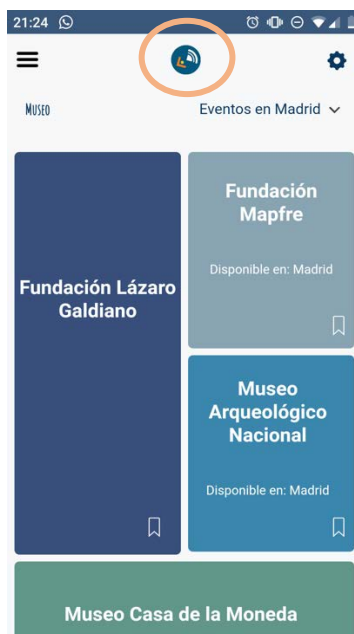 21:24
Museo
Eventos en Madrid
Fundación Lázaro
Galdiano
Fundación
Mapfre
Disponible en: Madrid
Museo
Arqueológico
Nacional
Disponible en: Madrid
Museo Casa de la Moneda